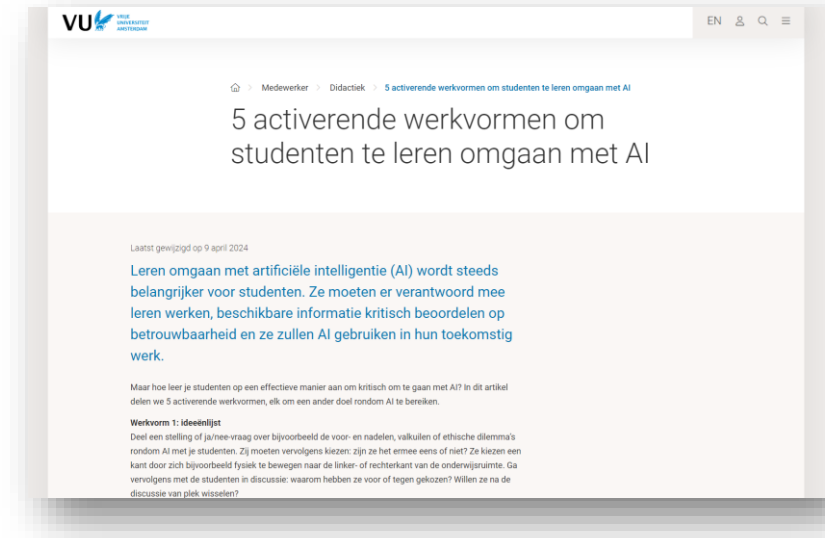 VU VRIJE UNIVERSITEIT AMSTERDAM
EN
Medewerker > Didactiek > 5 activerende werkvormen om studenten te leren omgaan met AI
5 activerende werkvormen om
studenten te leren omgaan met AI
Laatst gewijzigd op 9 april 2024
Leren omgaan met artificiële intelligentie (AI) wordt steeds
belangrijker voor studenten. Ze moeten er verantwoord mee
leren werken, beschikbare informatie kritisch beoordelen op
betrouwbaarheid en ze zullen AI gebruiken in hun toekomstig
werk.
Maar hoe leer je studenten op een effectieve manier aan om kritisch om te gaan met AI? In dit artikel
delen we 5 activerende werkvormen, elk om een ander doel rondom AI te bereiken.
Werkvorm 1: ideeënlijst
Deel een stelling of ja/nee-vraag over bijvoorbeeld de voor- en nadelen, valkuilen of ethische dilemma's
rondom AI met je studenten. Zij moeten vervolgens kiezen: zijn ze het ermee eens of niet? Ze kiezen een
kant door zich bijvoorbeeld fysiek te bewegen naar de linker- of rechterkant van de onderwijsruimte. Ga
vervolgens met de studenten in discussie: waarom hebben ze voor of tegen gekozen? Willen ze na de
discussie van plek wisselen?